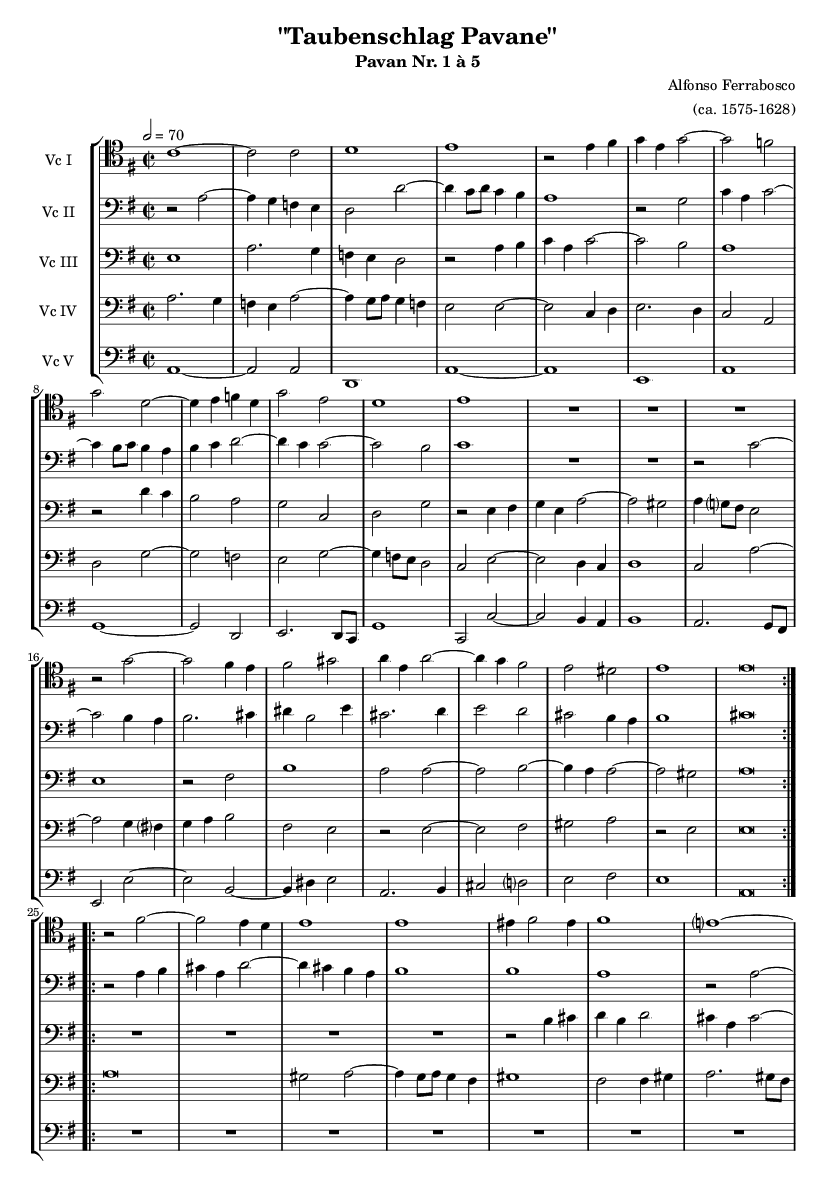 "Taubenschlag Pavane"
Pavan Nr. 1 à 5
Alfonso Ferrabosco
(ca. 1575-1628)
= 70
Vc I
Vc II
Vc III
Vc IV
Vc V
8
16
25